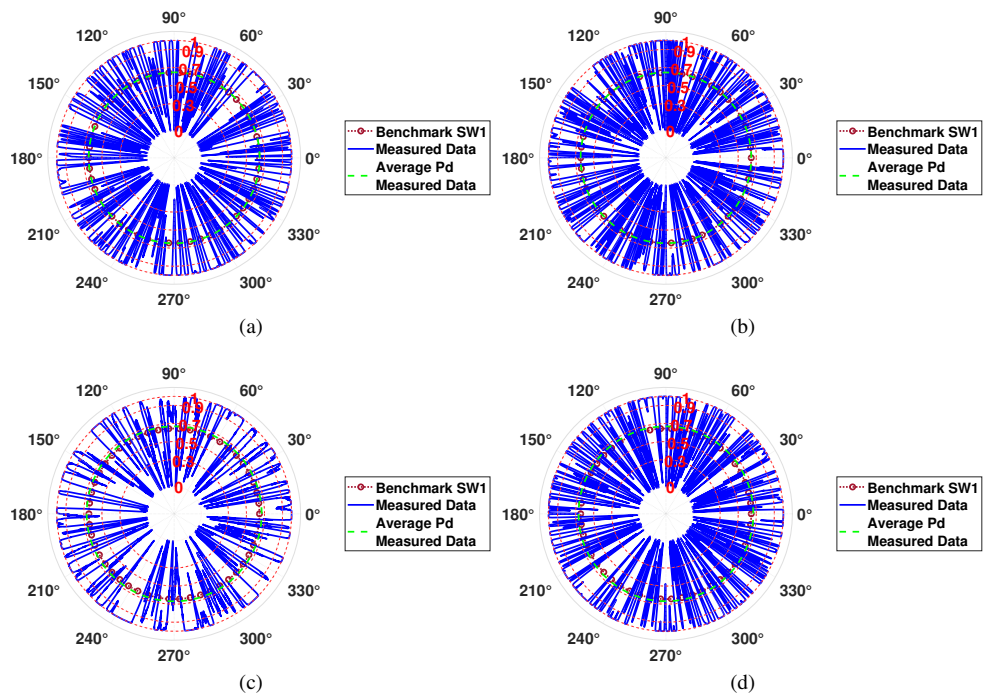 90°
120° 60°
150° 30°
180° 0°
210° 330°
240° 300°
270°
1
0.9
0.7
0.5
0.3
0
Benchmark SW1
Measured Data
Average Pd
Measured Data
(a)
90°
120° 60°
150° 30°
180° 0°
210° 330°
240° 300°
270°
1
0.9
0.7
0.5
0.3
0
Benchmark SW1
Measured Data
Average Pd
Measured Data
(b)
90°
120° 60°
150° 30°
180° 0°
210° 330°
240° 300°
270°
1
0.9
0.7
0.5
0.3
0
Benchmark SW1
Measured Data
Average Pd
Measured Data
(c)
90°
120° 60°
150° 30°
180° 0°
210° 330°
240° 300°
270°
1
0.9
0.7
0.5
0.3
0
Benchmark SW1
Measured Data
Average Pd
Measured Data
(d)